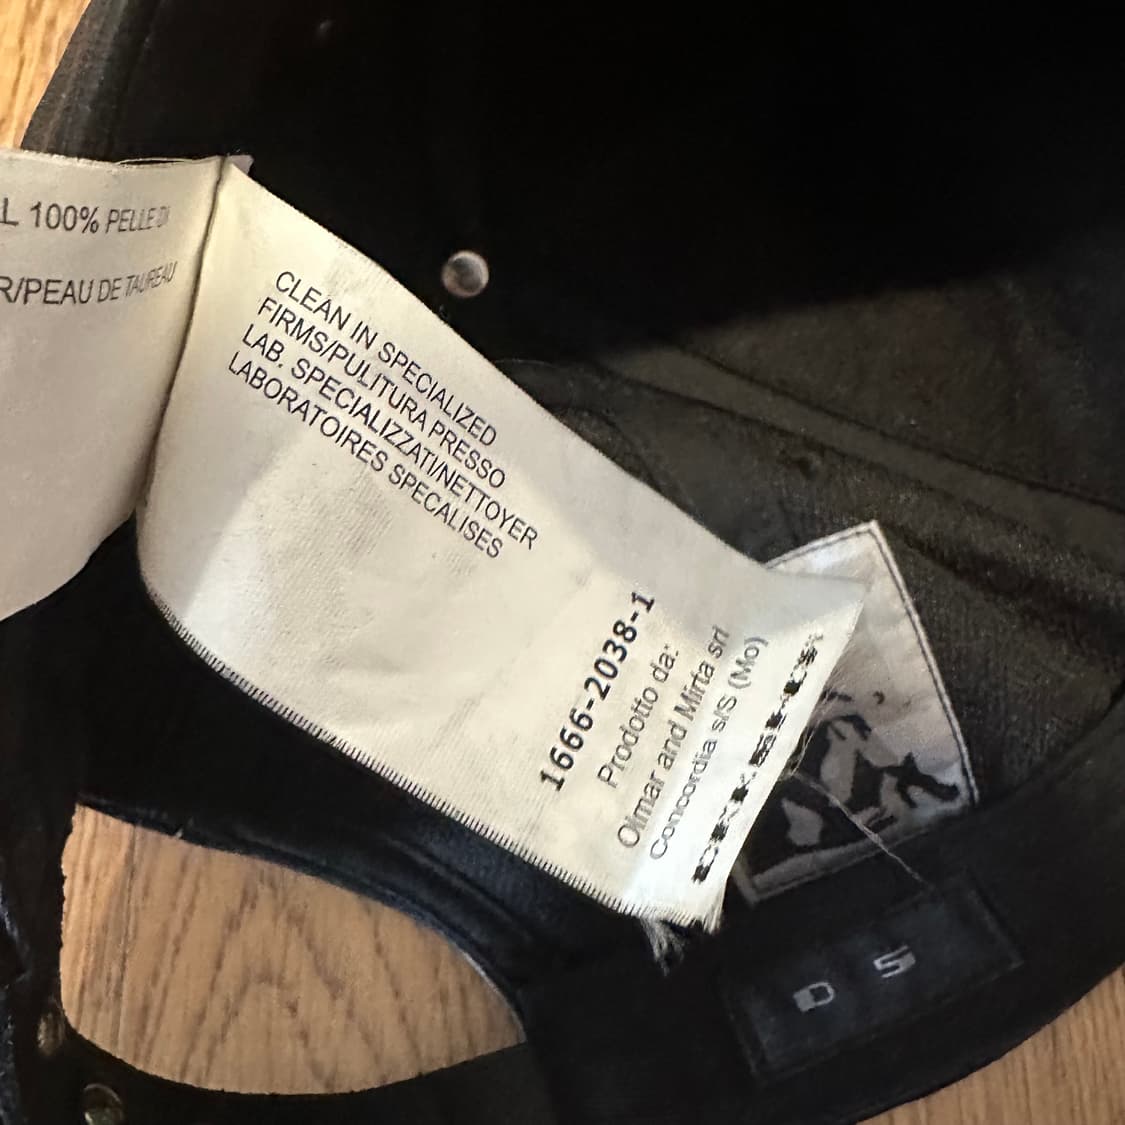 L 100% PELLE DI
R/PEAU DE TAUREAU
CLEAN IN SPECIALIZED
FIRMS/PULITURA PRESSO
LAB. SPECIALIZZATI/NETTOYER
LABORATOIRES SPECALISES
1666-2038-1
Prodotto da:
Olmar and Mirta srl
Concordia s/S (Mo)
D S